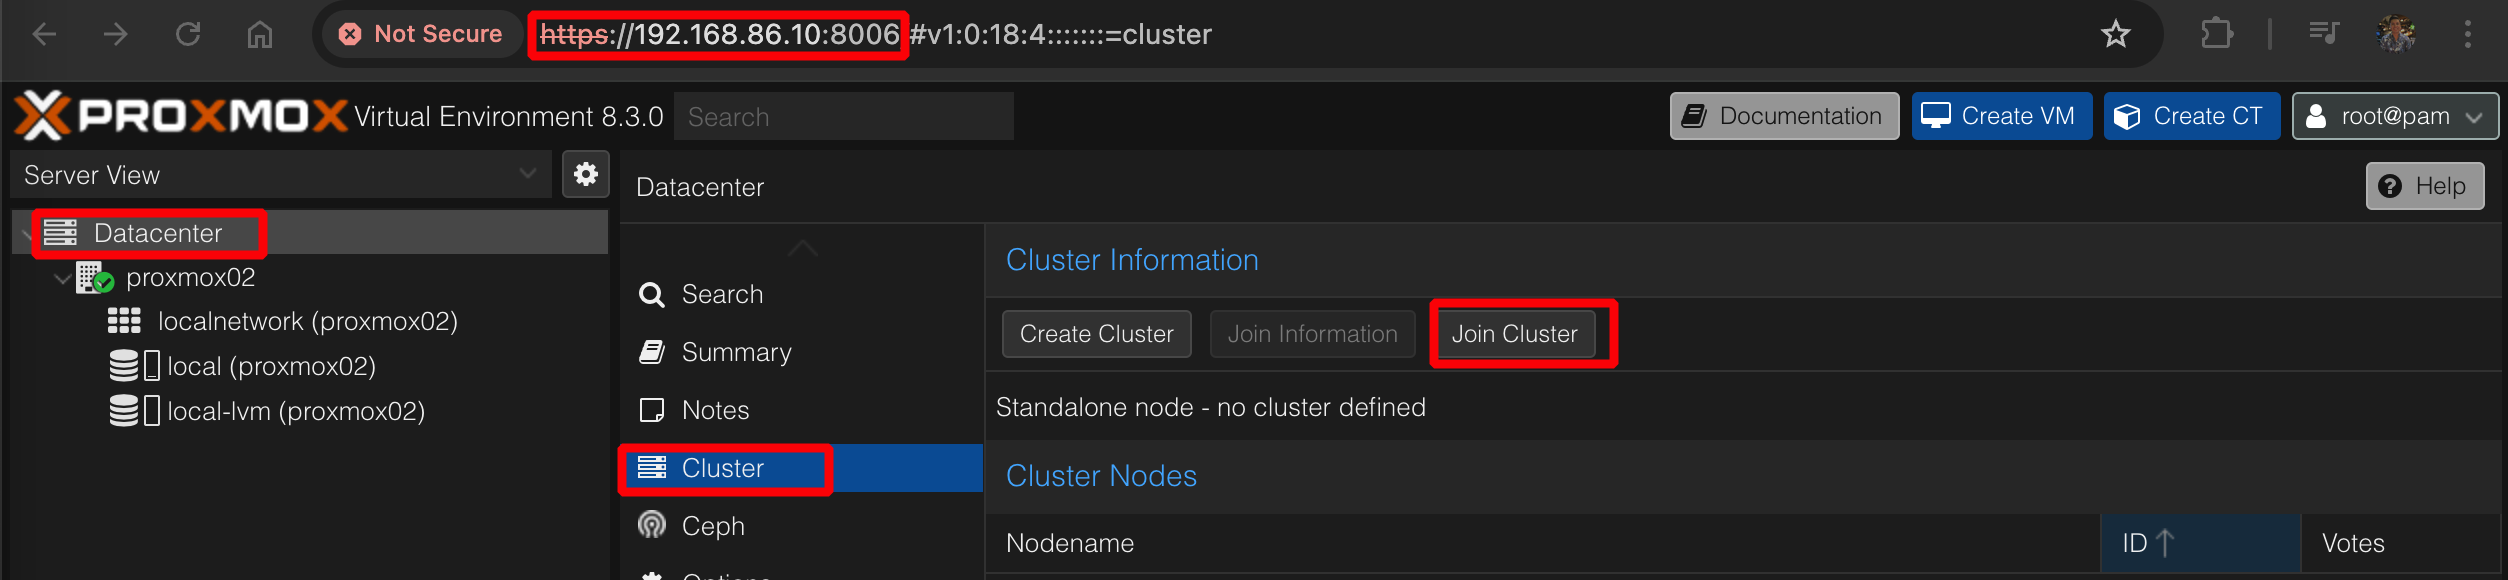 Not Secure https://192.168.86.10:8006/#v1:0:18:4:::::::=cluster
PROXMOX Virtual Environment 8.3.0 Search Documentation Create VM Create CT root@pam
Server View
Datacenter Help
Datacenter
proxmox02
localnetwork (proxmox02)
local (proxmox02)
local-lvm (proxmox02)
Search
Summary
Notes
Cluster
Ceph
Options
Cluster Information
Create Cluster Join Information Join Cluster
Standalone node - no cluster defined
Cluster Nodes
Nodename ID Votes